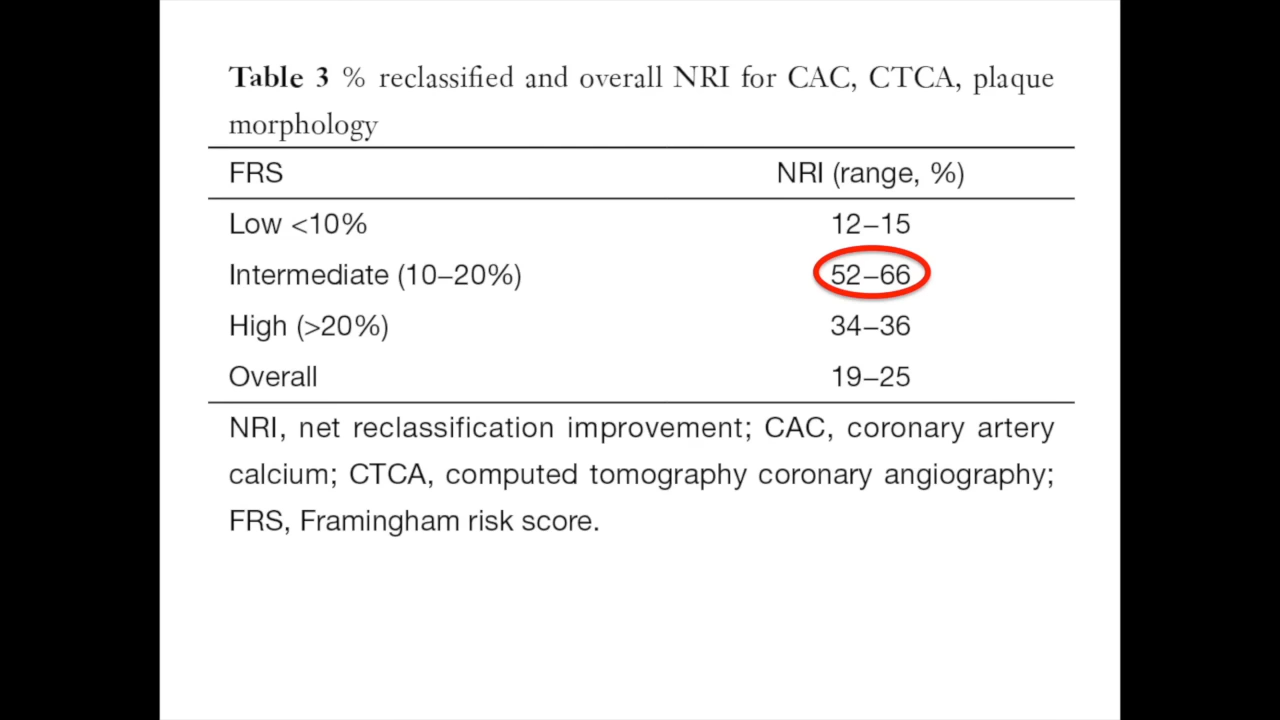 Table 3 % reclassified and overall NRI for CAC, CTCA, plaque
morphology
FRS NRI (range, %)
Low <10% 12–15
Intermediate (10–20%) 52–66
High (>20%) 34–36
Overall 19–25
NRI, net reclassification improvement; CAC, coronary artery
calcium; CTCA, computed tomography coronary angiography;
FRS, Framingham risk score.